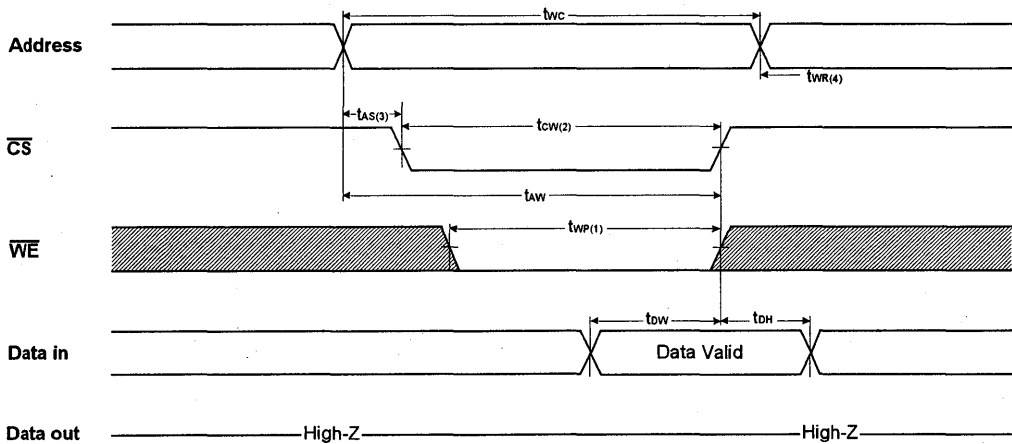 tWC
Address
tWR(4)
tAS(3)
tCW(2)
CS
tAW
tWP(1)
WE
tDW
tDH
Data in
Data Valid
Data out
High-Z
High-Z